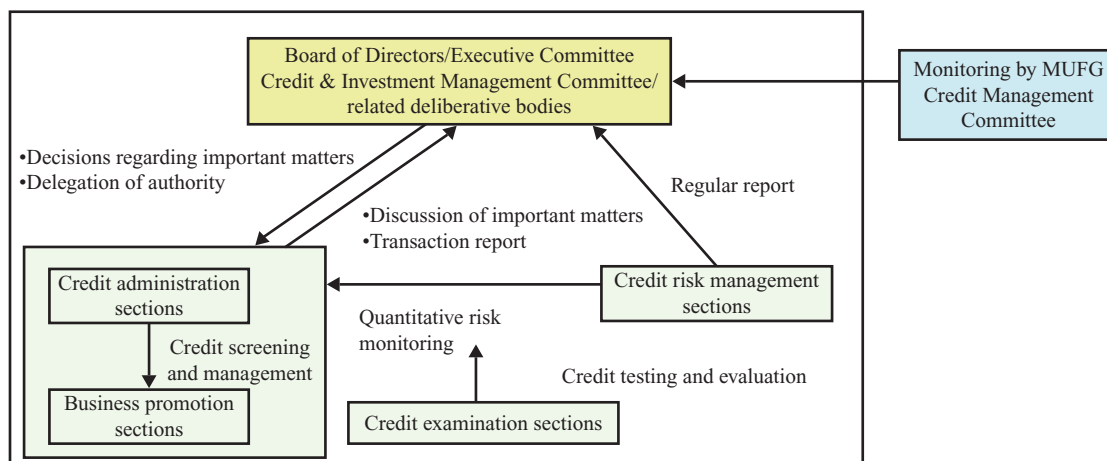 Board of Directors/Executive Committee
Credit & Investment Management Committee/
related deliberative bodies
Monitoring by MUFG
Credit Management
Committee
•Decisions regarding important matters
•Delegation of authority
Regular report
•Discussion of important matters
•Transaction report
Credit administration
sections
Credit risk management
sections
Quantitative risk
monitoring
Credit screening
and management
Credit testing and evaluation
Business promotion
sections
Credit examination sections